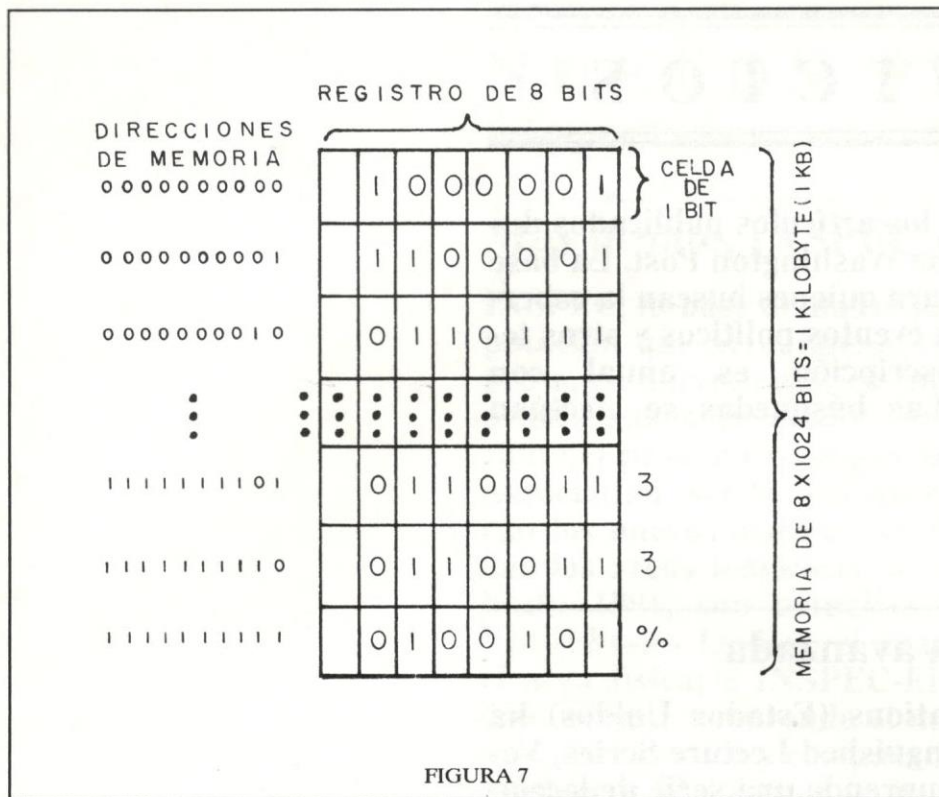 REGISTRO DE 8 BITS
DIRECCIONES
DE MEMORIA
0000000000 1 0 0 0 0 0 1
CELDA
DE
1 BIT
0000000001 1 1 0 0 0 0 1
0000000010 0 1 1 0 1 1 1
1111111101 0 1 1 0 0 1 1 3
1111111110 0 1 1 0 0 1 1 3
1111111111 0 1 0 0 1 0 1 %
MEMORIA DE 8 X 1024 BITS = 1 KILOBYTE (1 KB)
FIGURA 7